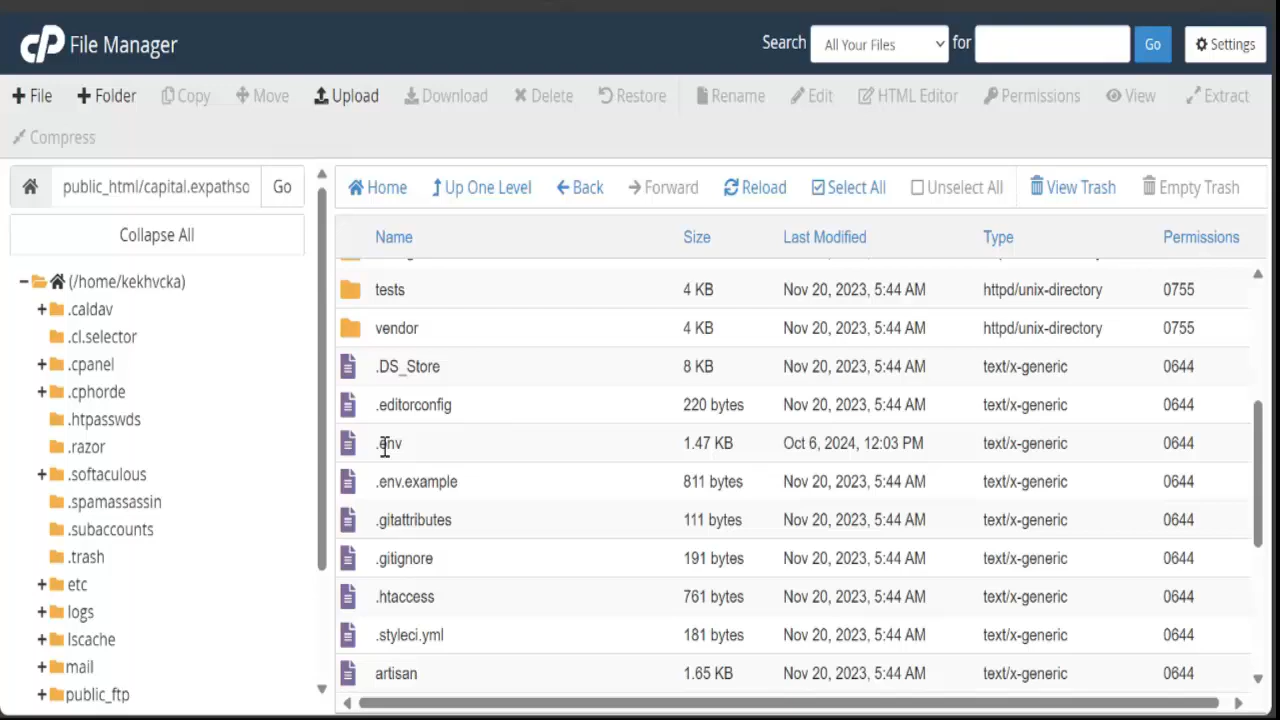 cP File Manager
Search All Your Files for Go Settings
File Folder Copy Move Upload Download Delete Restore Rename Edit HTML Editor Permissions View Extract
Compress
public_html/capital.expathso Go
Collapse All
(/home/kekhvcka)
.caldav
.cl.selector
.cpanel
.cphorde
.htpasswds
.razor
.softaculous
.spamassassin
.subaccounts
.trash
etc
logs
lscache
mail
public_ftp
Home Up One Level Back Forward Reload Select All Unselect All View Trash Empty Trash
Name Size Last Modified Type Permissions
tests 4 KB Nov 20, 2023, 5:44 AM httpd/unix-directory 0755
vendor 4 KB Nov 20, 2023, 5:44 AM httpd/unix-directory 0755
.DS_Store 8 KB Nov 20, 2023, 5:44 AM text/x-generic 0644
.editorconfig 220 bytes Nov 20, 2023, 5:44 AM text/x-generic 0644
.env 1.47 KB Oct 6, 2024, 12:03 PM text/x-generic 0644
.env.example 811 bytes Nov 20, 2023, 5:44 AM text/x-generic 0644
.gitattributes 111 bytes Nov 20, 2023, 5:44 AM text/x-generic 0644
.gitignore 191 bytes Nov 20, 2023, 5:44 AM text/x-generic 0644
.htaccess 761 bytes Nov 20, 2023, 5:44 AM text/x-generic 0644
.styleci.yml 181 bytes Nov 20, 2023, 5:44 AM text/x-generic 0644
artisan 1.65 KB Nov 20, 2023, 5:44 AM text/x-generic 0644